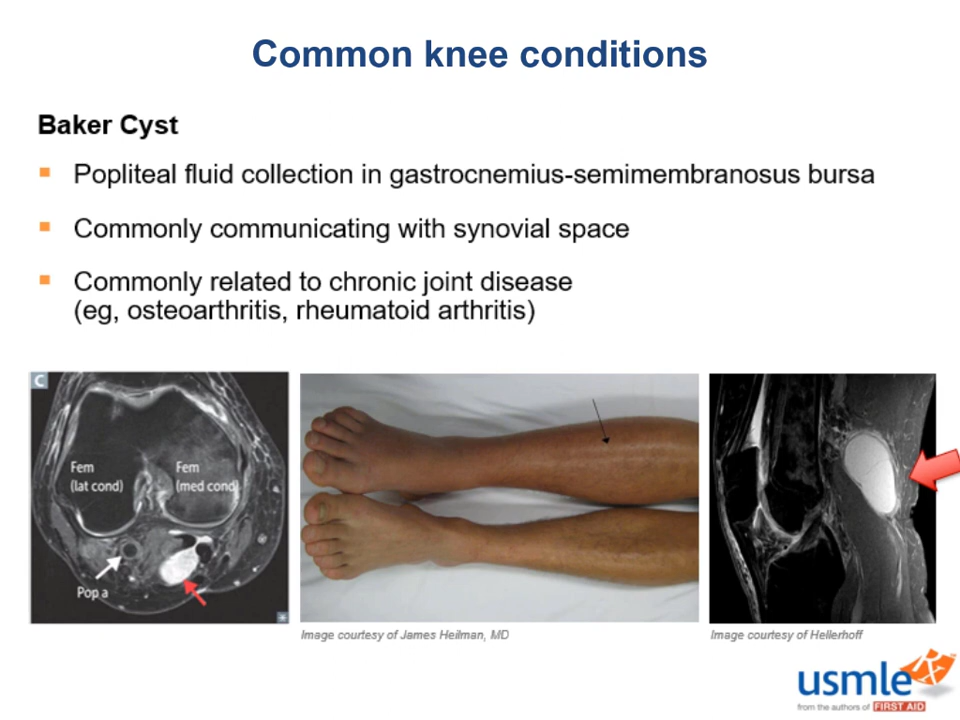 Common knee conditions
Baker Cyst
Popliteal fluid collection in gastrocnemius-semimembranosus bursa
Commonly communicating with synovial space
Commonly related to chronic joint disease
(eg, osteoarthritis, rheumatoid arthritis)
C
Fem
(lat cond)
Fem
(med cond)
Pop a
Image courtesy of James Heilman, MD
Image courtesy of Hellerhoff
usmle Rx
from the authors of FIRST AID